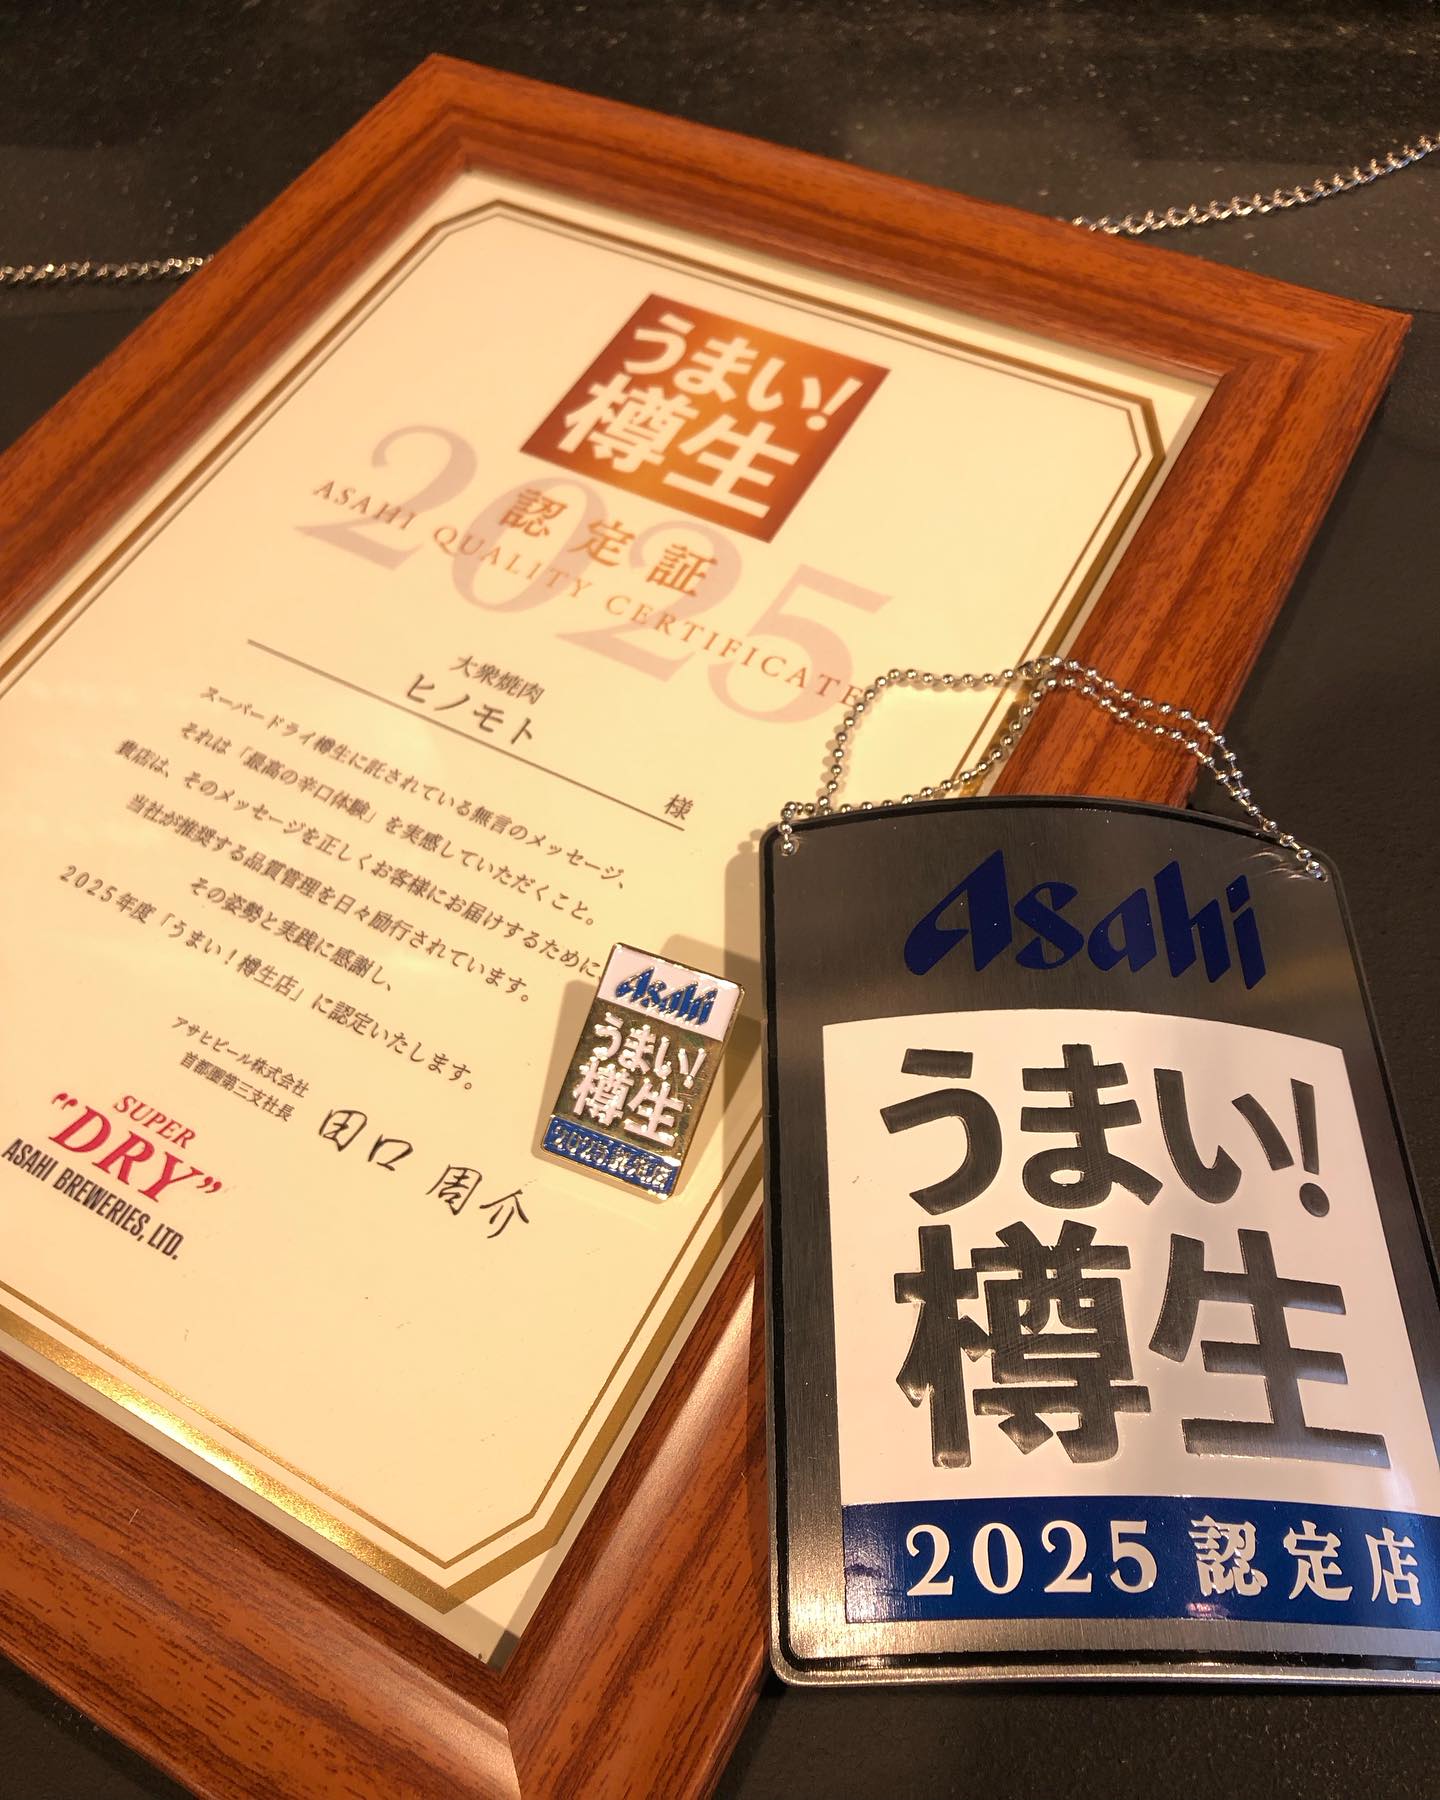 うまい!
樽生
2025
認定証
ASAHI QUALITY CERTIFICATE
大衆焼肉
ヒノモト
様
スーパードライ樽生に託されている無言のメッセージ、
それは「最高の辛口体験」を実感していただくこと。
貴店は、そのメッセージを正しくお客様にお届けするために、
当社が推奨する品質管理を日々励行されています。
その姿勢と実践に感謝し、
2025年度「うまい!樽生店」に認定いたします。
アサヒビール株式会社
首都圏第三支社長
田口 周介
SUPER
"DRY"
ASAHI BREWERIES, LTD.
Asahi
うまい!
樽生
2025認定店
Asahi
うまい!
樽生
2025 認定店